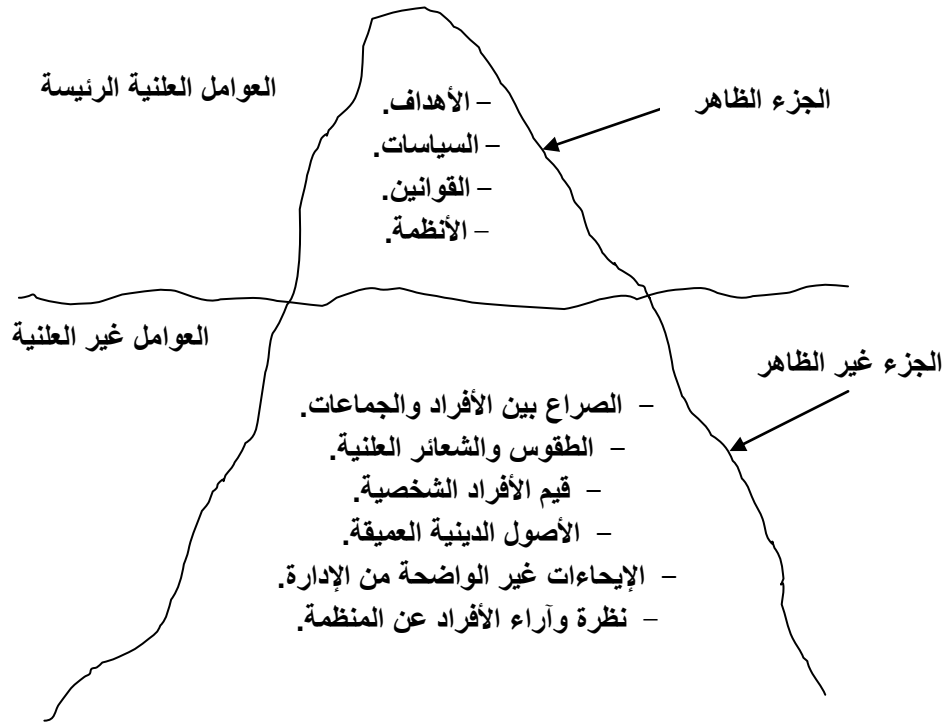 العوامل العلنية الرئيسة
الجزء الظاهر
– الأهداف.
– السياسات.
– القوانين.
– الأنظمة.
العوامل غير العلنية
الجزء غير الظاهر
– الصراع بين الأفراد والجماعات.
– الطقوس والشعائر العلنية.
– قيم الأفراد الشخصية.
– الأصول الدينية العميقة.
– الإيحاءات غير الواضحة من الإدارة.
– نظرة وآراء الأفراد عن المنظمة.